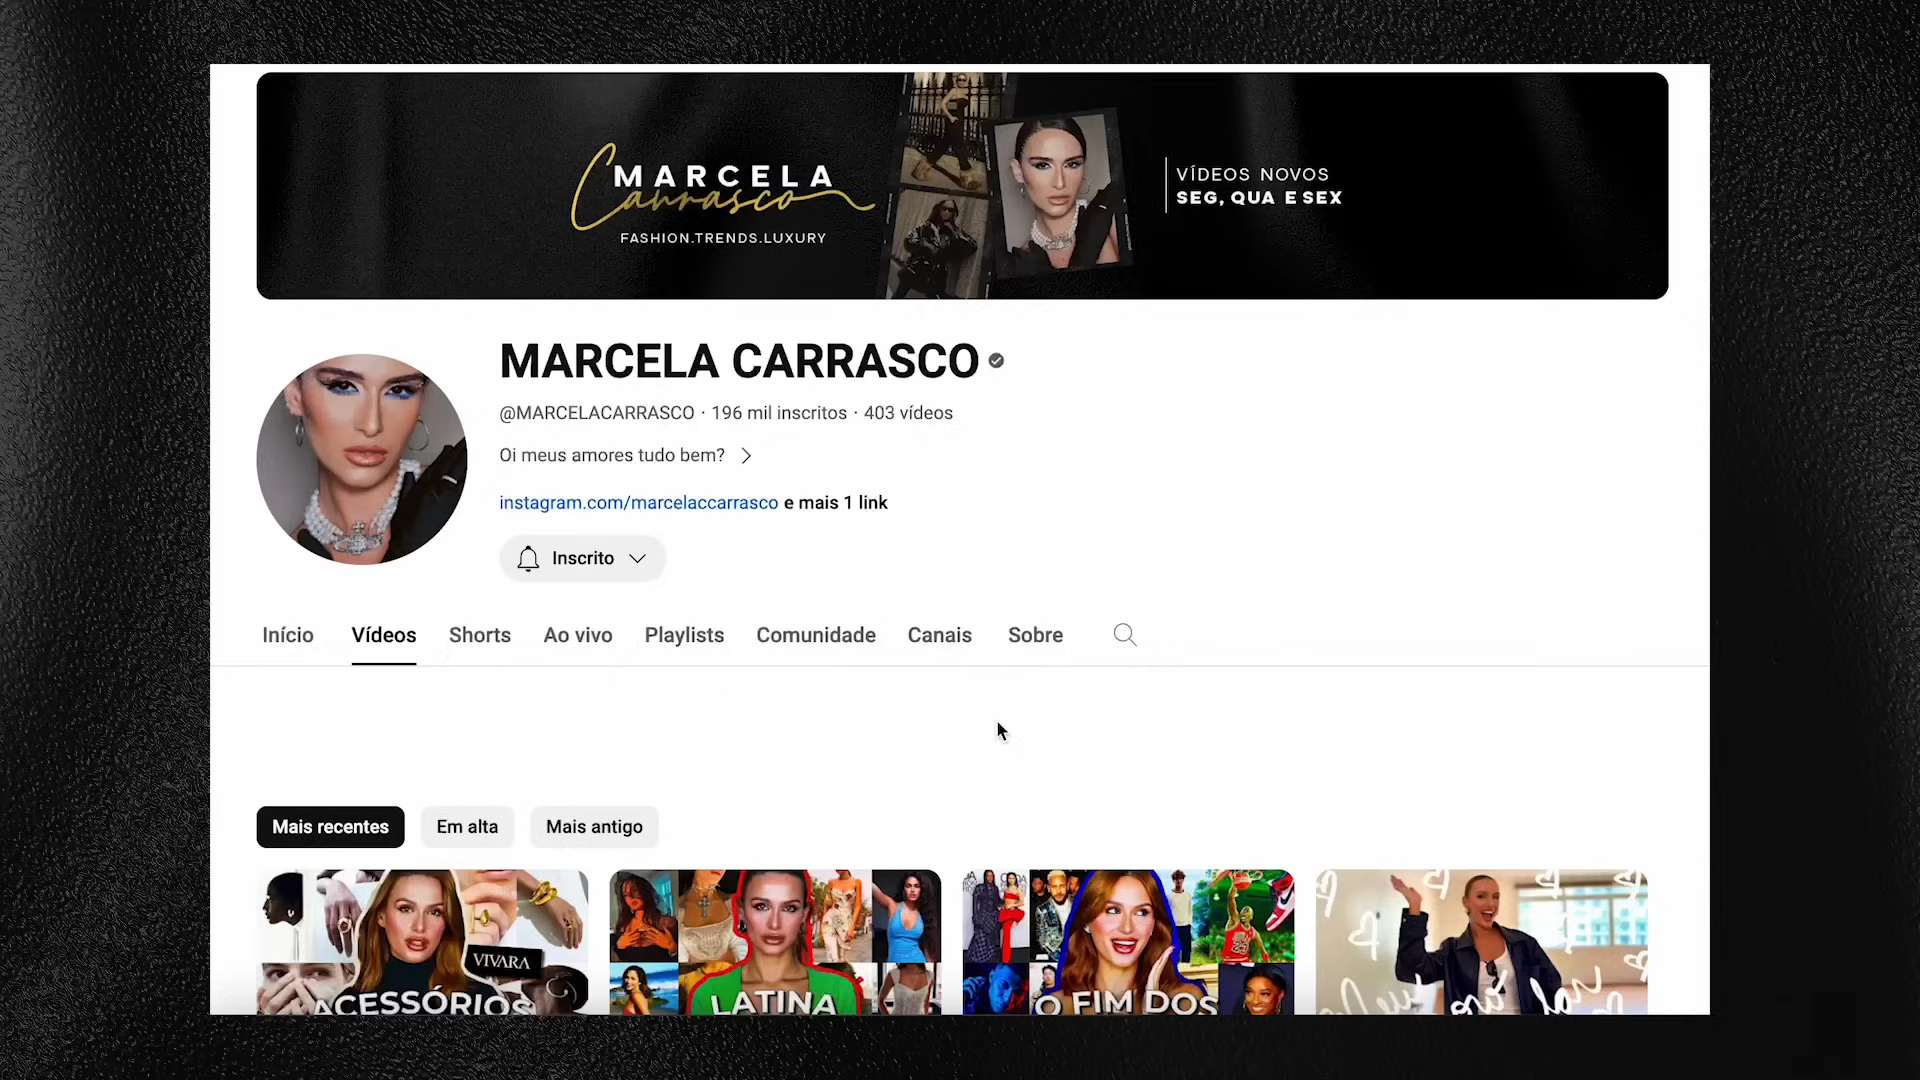 MARCELA
Carrasco
FASHION.TRENDS.LUXURY
VÍDEOS NOVOS
SEG, QUA E SEX
MARCELA CARRASCO
@MARCELACARRASCO · 196 mil inscritos · 403 vídeos
Oi meus amores tudo bem?
instagram.com/marcelaccarrasco e mais 1 link
Inscrito
Início Vídeos Shorts Ao vivo Playlists Comunidade Canais Sobre
Mais recentes Em alta Mais antigo
VIVARA
ACESSÓRIOS
LATINA
O FIM DOS